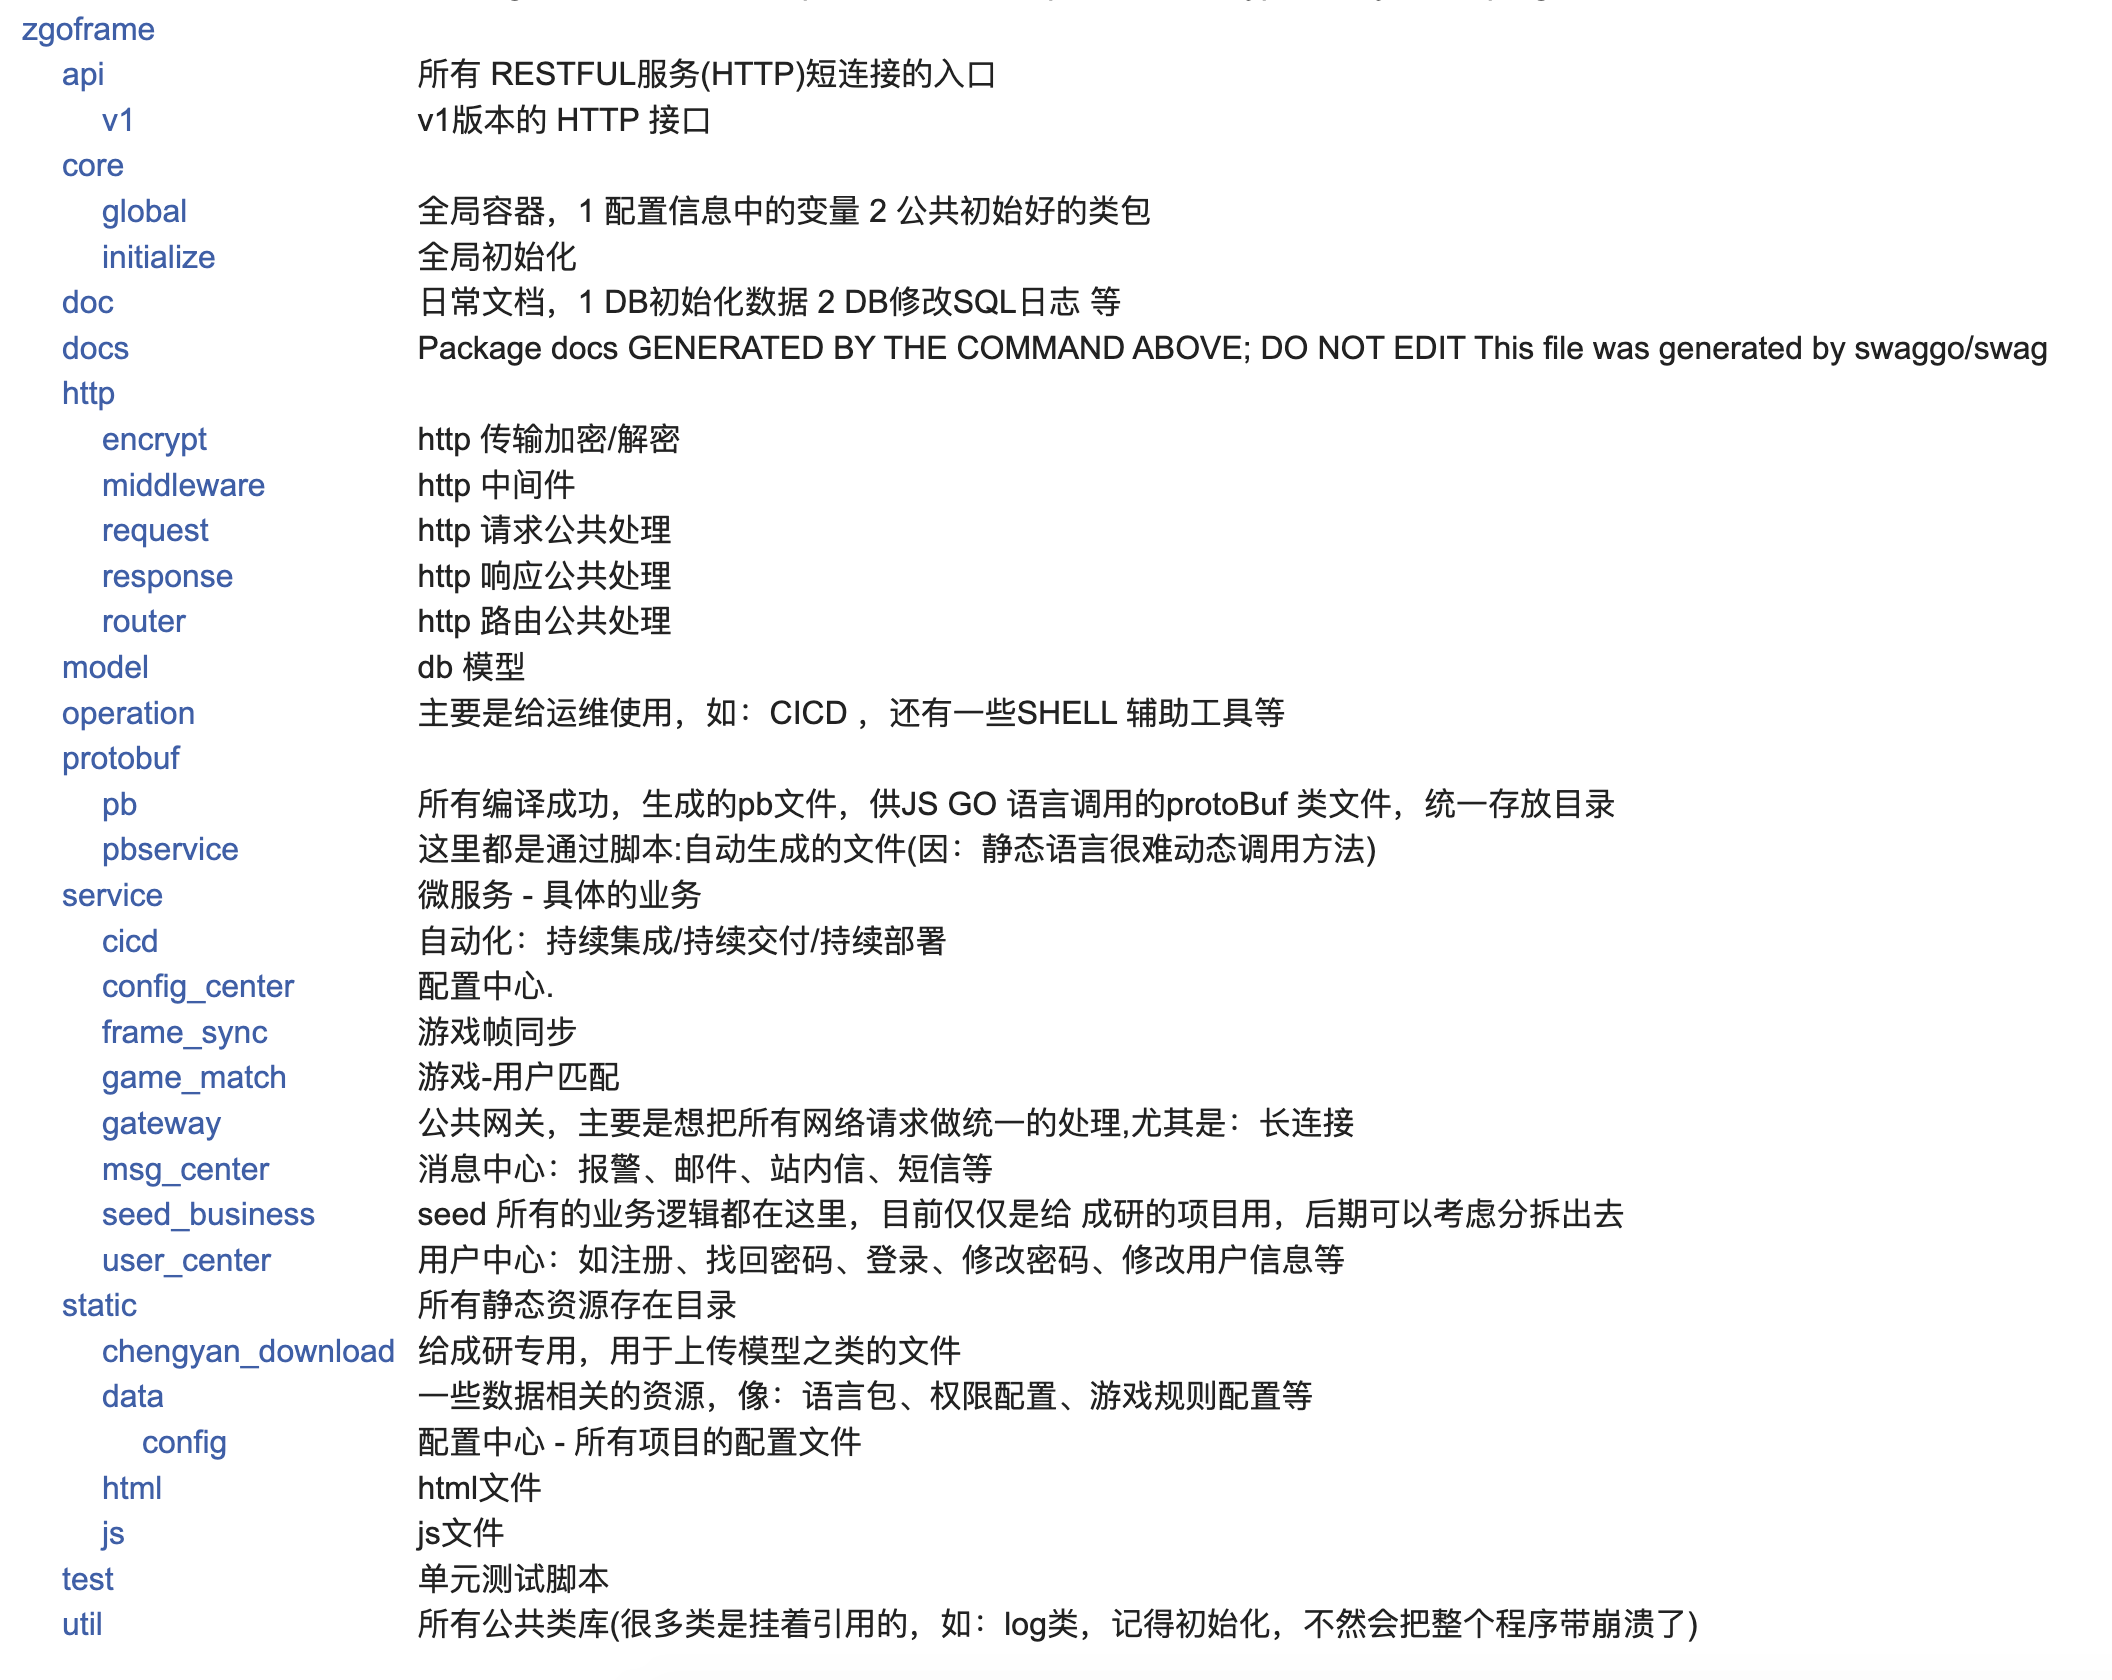 zgoframe
api 所有 RESTFUL服务(HTTP)短连接的入口
v1 v1版本的 HTTP 接口
core
global 全局容器，1 配置信息中的变量 2 公共初始好的类包
initialize 全局初始化
doc 日常文档，1 DB初始化数据 2 DB修改SQL日志 等
docs Package docs GENERATED BY THE COMMAND ABOVE; DO NOT EDIT This file was generated by swaggo/swag
http
encrypt http 传输加密/解密
middleware http 中间件
request http 请求公共处理
response http 响应公共处理
router http 路由公共处理
model db 模型
operation 主要是给运维使用，如：CICD ，还有一些SHELL 辅助工具等
protobuf
pb 所有编译成功，生成的pb文件，供JS GO 语言调用的protoBuf 类文件，统一存放目录
pbservice 这里都是通过脚本:自动生成的文件(因：静态语言很难动态调用方法)
service 微服务 - 具体的业务
cicd 自动化：持续集成/持续交付/持续部署
config_center 配置中心.
frame_sync 游戏帧同步
game_match 游戏-用户匹配
gateway 公共网关，主要是想把所有网络请求做统一的处理,尤其是：长连接
msg_center 消息中心：报警、邮件、站内信、短信等
seed_business seed 所有的业务逻辑都在这里，目前仅仅是给 成研的项目用，后期可以考虑分拆出去
user_center 用户中心：如注册、找回密码、登录、修改密码、修改用户信息等
static 所有静态资源存在目录
chengyan_download 给成研专用，用于上传模型之类的文件
data 一些数据相关的资源，像：语言包、权限配置、游戏规则配置等
config 配置中心 - 所有项目的配置文件
html html文件
js js文件
test 单元测试脚本
util 所有公共类库(很多类是挂着引用的，如：log类，记得初始化，不然会把整个程序带崩溃了)